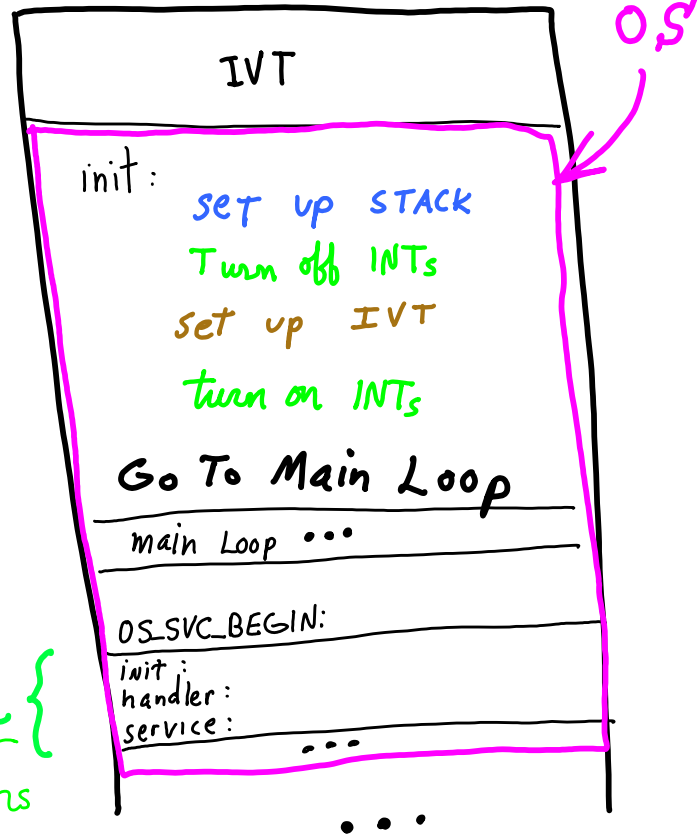 OS
IVT
init:
set up STACK
Turn off INTs
set up IVT
turn on INTs
Go To Main Loop
main Loop ...
OS_SVC_BEGIN:
init:
handler:
service:
...
...